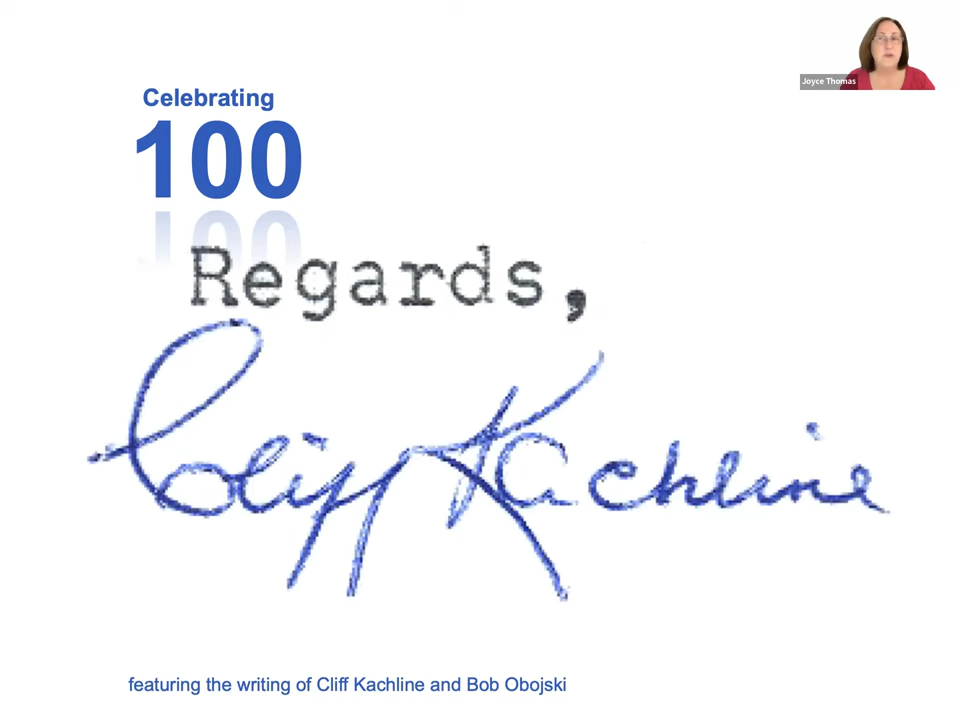 Joyce Thomas
Celebrating
100
Regards,
Cliff Kachline
featuring the writing of Cliff Kachline and Bob Obojski